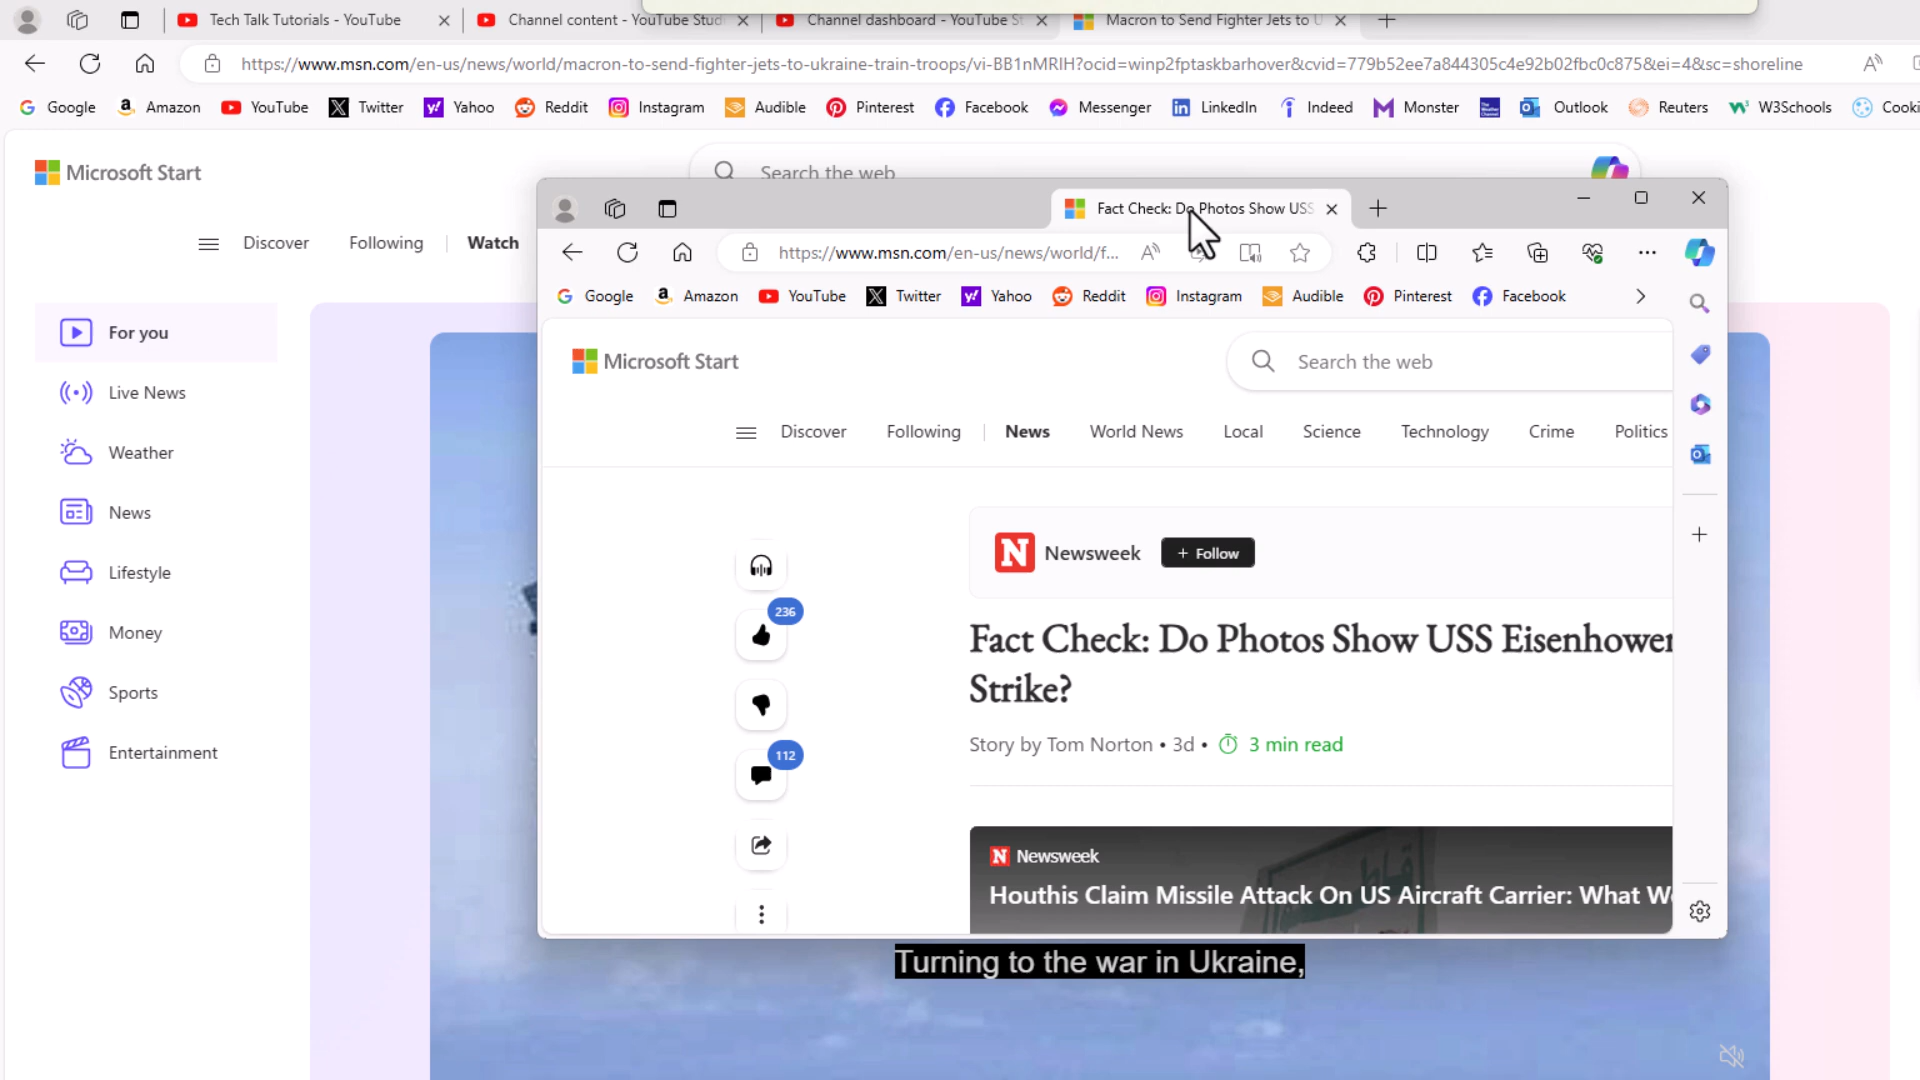 Tech Talk Tutorials - YouTube
Channel content - YouTube Stud
Channel dashboard - YouTube St
Macron to Send Fighter Jets to U
https://www.msn.com/en-us/news/world/macron-to-send-fighter-jets-to-ukraine-train-troops/vi-BB1nMRIH?ocid=winp2fptaskbarhover&cvid=779b52ee7a844305c4e92b02fbc0c875&ei=4&sc=shoreline
Google Amazon YouTube Twitter Yahoo Reddit Instagram Audible Pinterest Facebook Messenger LinkedIn Indeed Monster Outlook Reuters W3Schools Cooki
Microsoft Start
Search the web
Discover Following Watch
For you
Live News
Weather
News
Lifestyle
Money
Sports
Entertainment
Fact Check: Do Photos Show USS
https://www.msn.com/en-us/news/world/f...
Google Amazon YouTube Twitter Yahoo Reddit Instagram Audible Pinterest Facebook
Microsoft Start
Search the web
Discover Following News World News Local Science Technology Crime Politics
N Newsweek + Follow
236
112
Fact Check: Do Photos Show USS Eisenhower
Strike?
Story by Tom Norton • 3d • 3 min read
N Newsweek
Houthis Claim Missile Attack On US Aircraft Carrier: What W
Turning to the war in Ukraine,